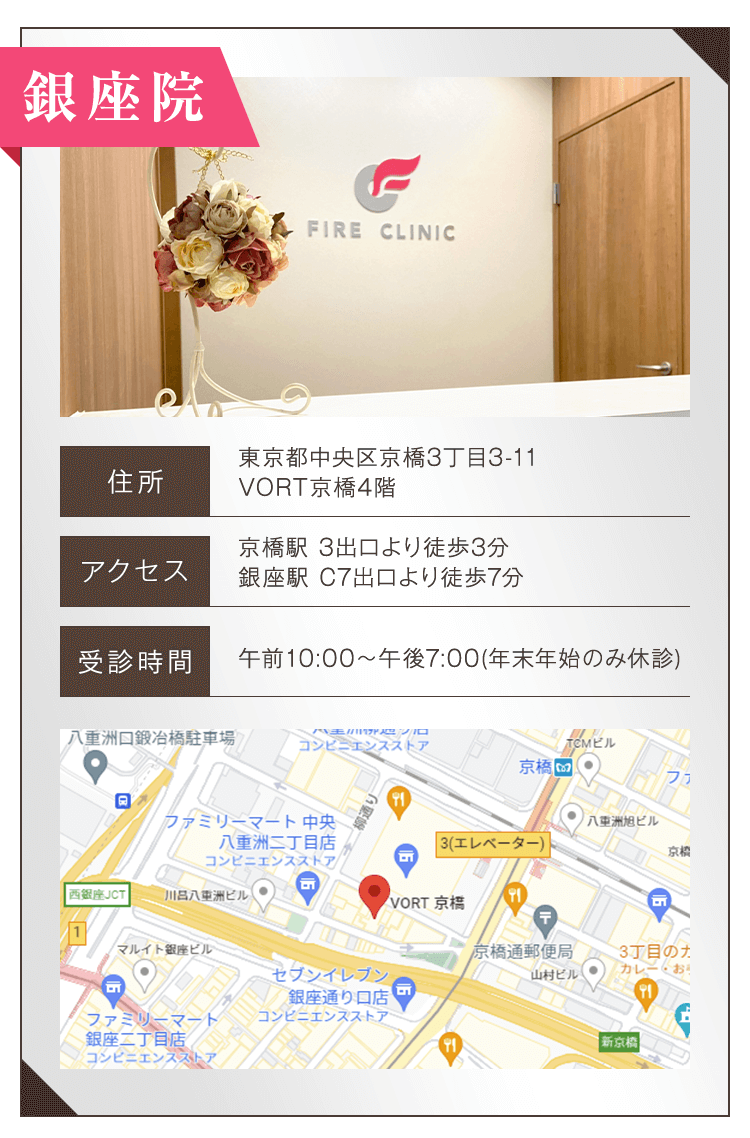 銀座院
FIRE CLINIC
住所
東京都中央区京橋3丁目3-11
VORT京橋4階
アクセス
京橋駅 3出口より徒歩3分
銀座駅 C7出口より徒歩7分
受診時間
午前10:00～午後7:00(年末年始のみ休診)
八重洲口鍛冶橋駐車場
コンビニエンスストア
TCMビル
京橋
柳通り
ファミリーマート 中央
八重洲二丁目店
コンビニエンスストア
八重洲旭ビル
3(エレベーター)
京橋
西銀座JCT
川昌八重洲ビル
VORT 京橋
1
マルイト銀座ビル
京橋通郵便局
山村ビル
3丁目のカ
カレー・お
セブンイレブン
銀座通り口店
コンビニエンスストア
ファミリーマート
銀座二丁目店
コンビニエンスストア
新京橋